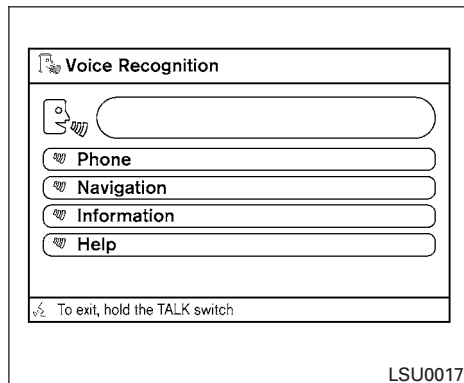 Voice Recognition
Phone
Navigation
Information
Help
To exit, hold the TALK switch
LSU0017